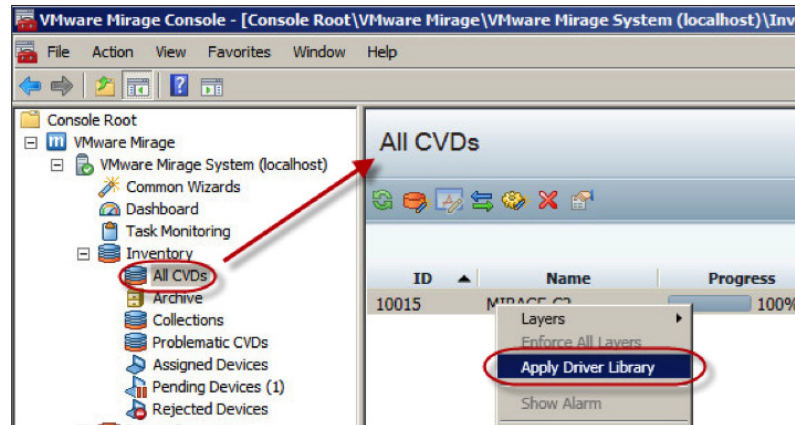 VMware Mirage Console - [Console Root\VMware Mirage\VMware Mirage System (localhost)\Inv
File Action View Favorites Window Help
Console Root
VMware Mirage
VMware Mirage System (localhost)
Common Wizards
Dashboard
Task Monitoring
Inventory
All CVDs
Archive
Collections
Problematic CVDs
Assigned Devices
Pending Devices (1)
Rejected Devices
All CVDs
ID Name Progress
10015 MIRAGE-C2 100%
Layers
Enforce All Layers
Apply Driver Library
Show Alarm